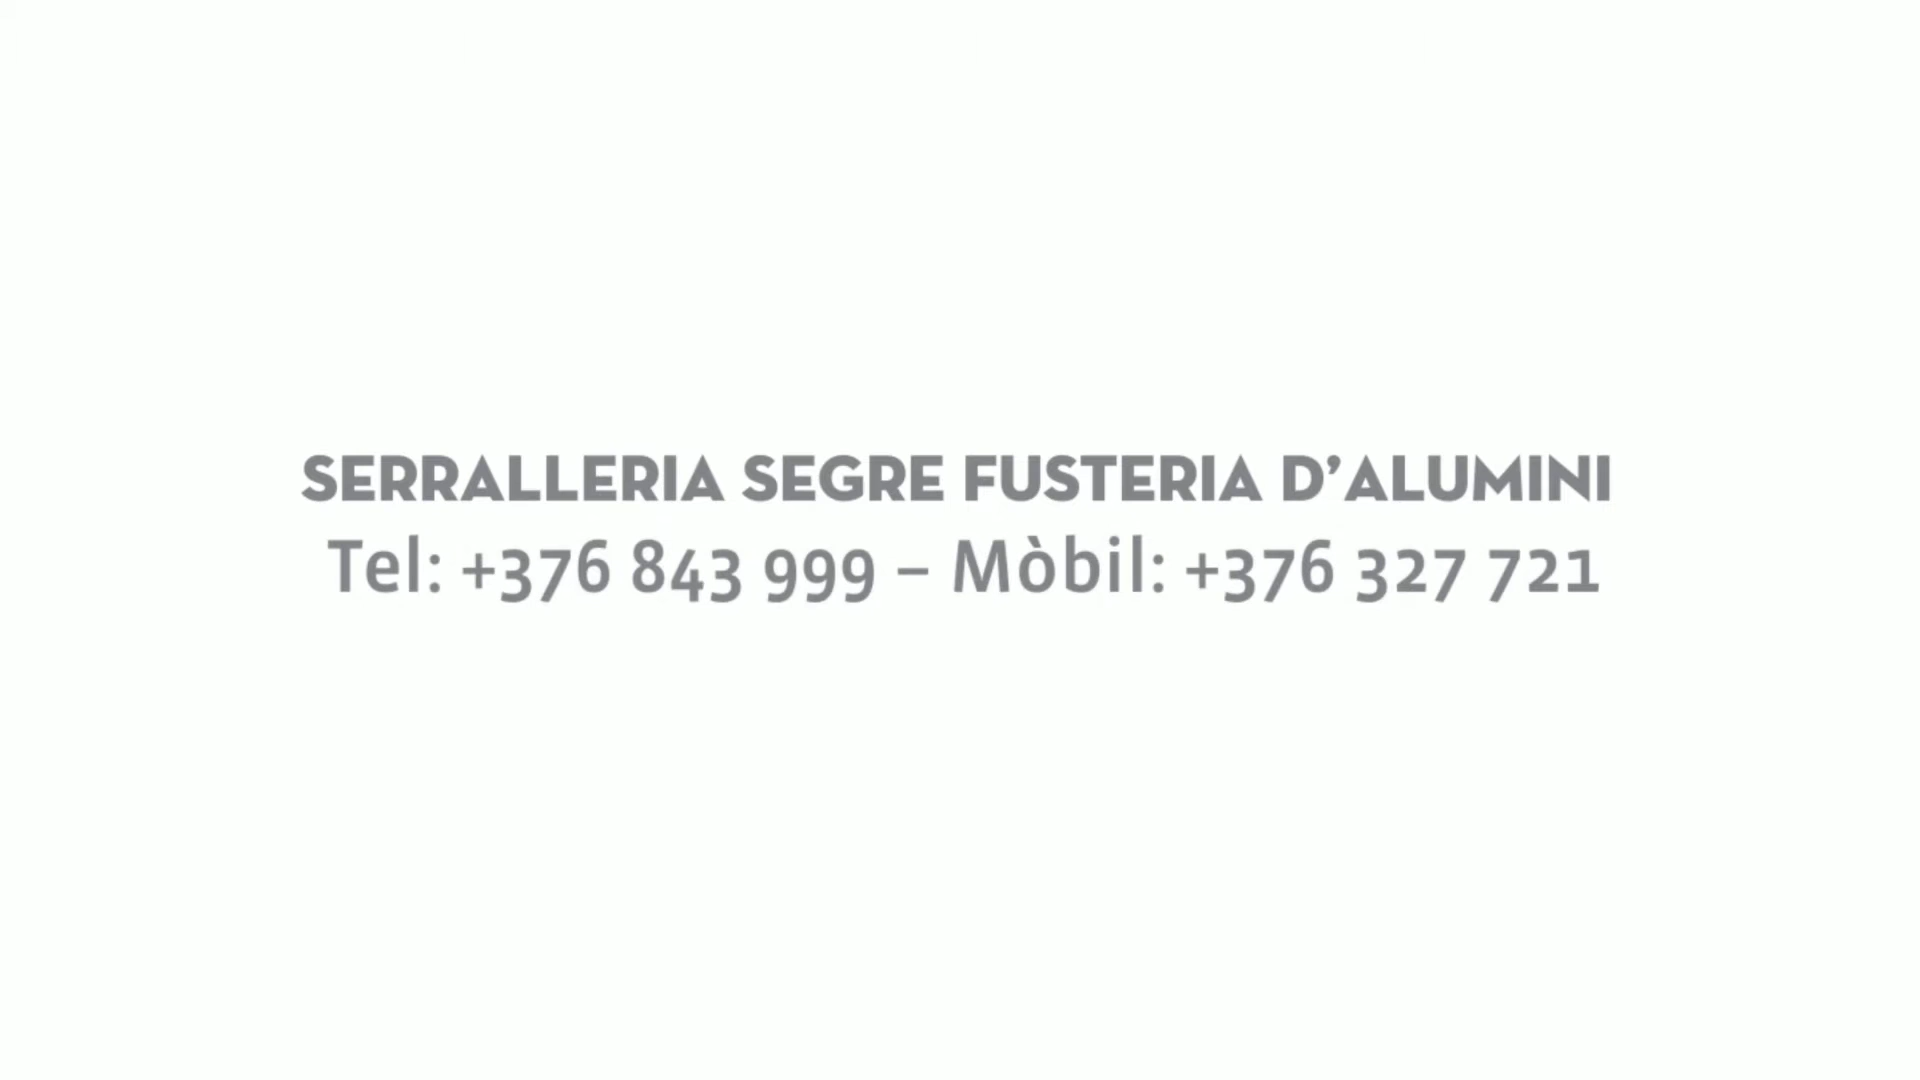 SERRALLERIA SEGRE FUSTERIA D’ALUMINI
Tel: +376 843 999 – Mòbil: +376 327 721